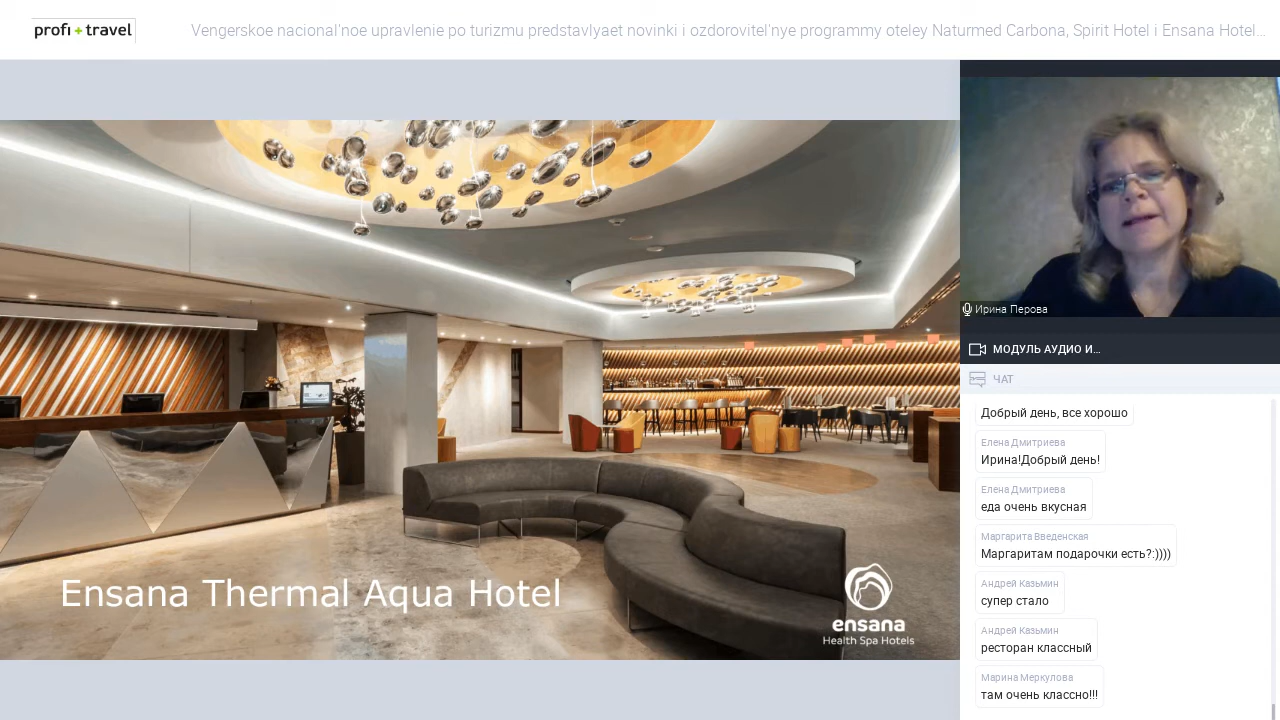 profi + travel
Vengerskoe nacional'noe upravlenie po turizmu predstavlyaet novinki i ozdorovitel'nye programmy oteley Naturmed Carbona, Spirit Hotel i Ensana Hotel...
Ensana Thermal Aqua Hotel
ensana
Health Spa Hotels
Ирина Перова
МОДУЛЬ АУДИО И...
ЧАТ
Добрый день, все хорошо
Елена Дмитриева
Ирина!Добрый день!
Елена Дмитриева
еда очень вкусная
Маргарита Введенская
Маргаритам подарочки есть?:))))
Андрей Казьмин
супер стало
Андрей Казьмин
ресторан классный
Марина Меркулова
там очень классно!!!